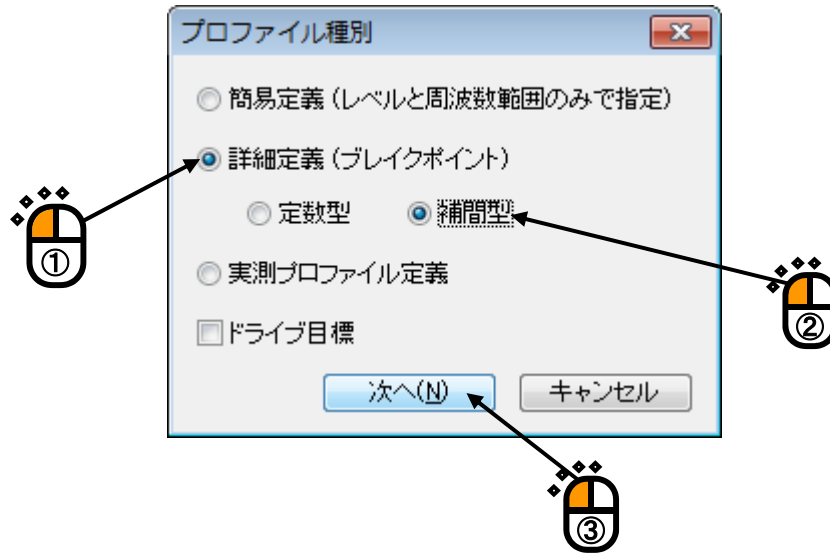 プロファイル種別
簡易定義(レベルと周波数範囲のみで指定)
詳細定義(ブレイクポイント)
定数型 補間型
①
実測プロファイル定義
②
ドライブ目標
次へ(N) キャンセル
③